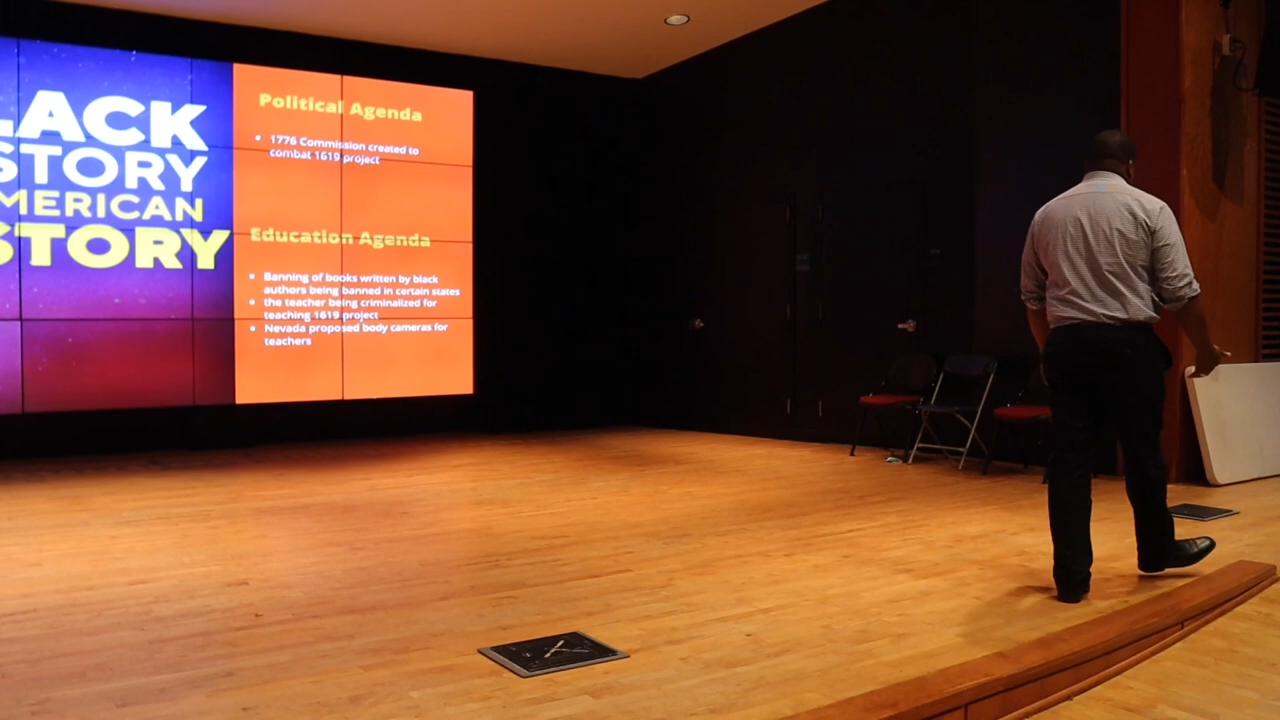 LACK
STORY
MERICAN
STORY
Political Agenda
• 1776 Commission created to
combat 1619 project
Education Agenda
• Banning of books written by black
authors being banned in certain states
• the teacher being criminalized for
teaching 1619 project
• Nevada proposed body cameras for
teachers